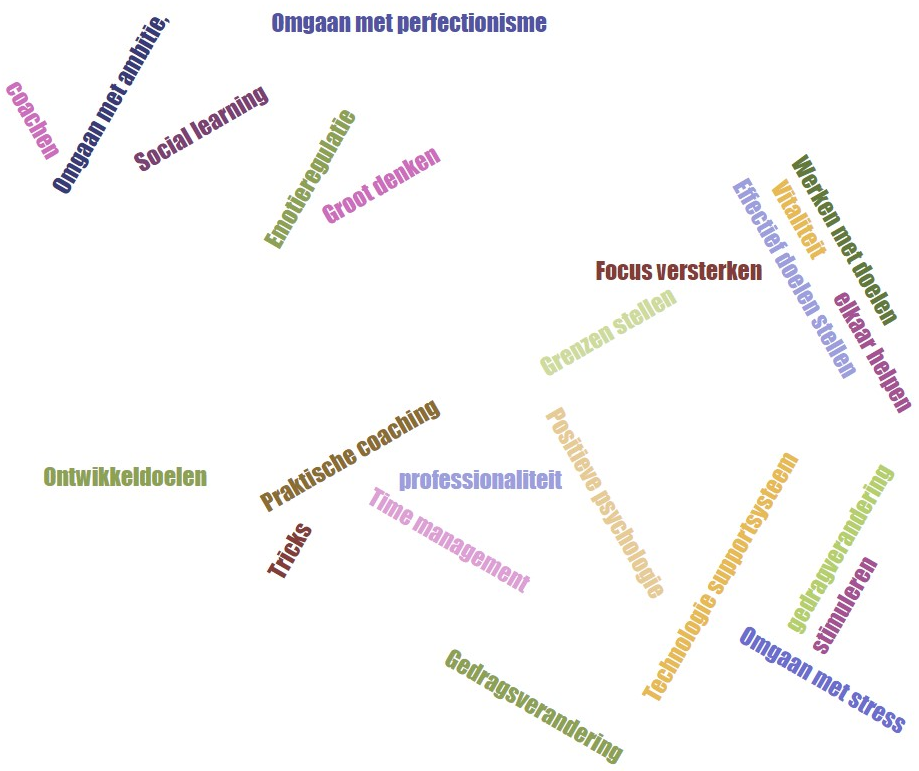 Omgaan met perfectionisme
Omgaan met ambitie,
coachen
Social learning
Emotieregulatie
Groot denken
Werken met doelen
Vitaliteit
Effectief doelen stellen
Focus versterken
elkaar helpen
Grenzen stellen
Praktische coaching
Positieve psychologie
Ontwikkeldoelen
professionaliteit
Time management
Tricks
Technologie supportsysteem
gedragverandering
stimuleren
Omgaan met stress
Gedragsverandering